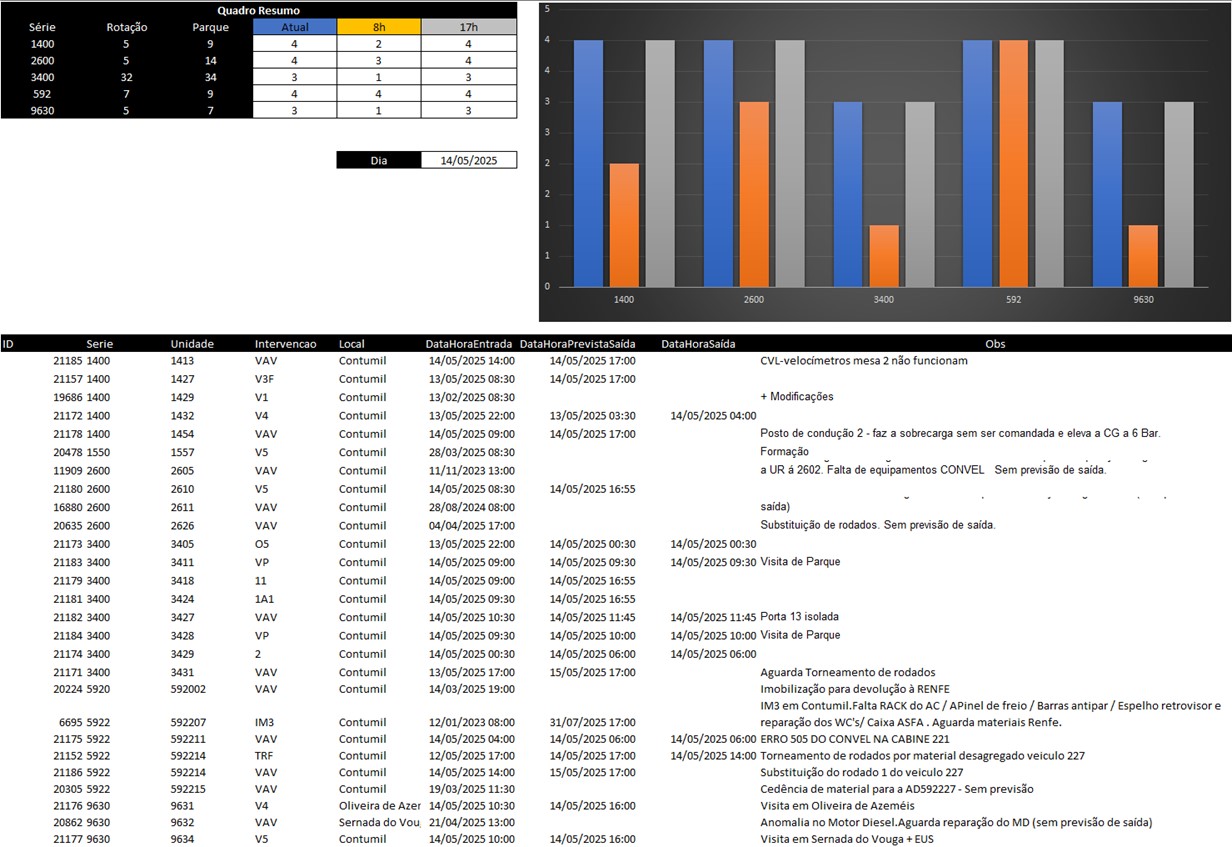 Quadro Resumo
Série Rotação Parque Atual 8h 17h
1400 5 9 4 2 4
2600 5 14 4 3 4
3400 32 34 3 1 3
592 7 9 4 4 4
9630 5 7 3 1 3
Dia 14/05/2025
5
4
4
3
3
2
2
1
1
0
1400 2600 3400 592 9630
ID Serie Unidade Intervencao Local DataHoraEntrada DataHoraPrevistaSaída DataHoraSaída Obs
21185 1400 1413 VAV Contumil 14/05/2025 14:00 14/05/2025 17:00 CVL-velocímetros mesa 2 não funcionam
21157 1400 1427 V3F Contumil 13/05/2025 08:30 14/05/2025 17:00
19686 1400 1429 V1 Contumil 13/02/2025 08:30 + Modificações
21172 1400 1432 V4 Contumil 13/05/2025 22:00 13/05/2025 03:30 14/05/2025 04:00
21178 1400 1454 VAV Contumil 14/05/2025 09:00 14/05/2025 17:00 Posto de condução 2 - faz a sobrecarga sem ser comandada e eleva a CG a 6 Bar.
20478 1550 1557 V5 Contumil 28/03/2025 08:30 Formação
11909 2600 2605 VAV Contumil 11/11/2023 13:00 a UR á 2602. Falta de equipamentos CONVEL Sem previsão de saída.
21180 2600 2610 V5 Contumil 14/05/2025 08:30 14/05/2025 16:55
16880 2600 2611 VAV Contumil 28/08/2024 08:00 saída)
20635 2600 2626 VAV Contumil 04/04/2025 17:00 Substituição de rodados. Sem previsão de saída.
21173 3400 3405 O5 Contumil 13/05/2025 22:00 14/05/2025 00:30 14/05/2025 00:30
21183 3400 3411 VP Contumil 14/05/2025 09:00 14/05/2025 09:30 14/05/2025 09:30 Visita de Parque
21179 3400 3418 11 Contumil 14/05/2025 09:00 14/05/2025 16:55
21181 3400 3424 1A1 Contumil 14/05/2025 09:30 14/05/2025 16:55
21182 3400 3427 VAV Contumil 14/05/2025 10:30 14/05/2025 11:45 14/05/2025 11:45 Porta 13 isolada
21184 3400 3428 VP Contumil 14/05/2025 09:30 14/05/2025 10:00 14/05/2025 10:00 Visita de Parque
21174 3400 3429 2 Contumil 14/05/2025 00:30 14/05/2025 06:00 14/05/2025 06:00
21171 3400 3431 VAV Contumil 13/05/2025 17:00 15/05/2025 17:00 Aguarda Torneamento de rodados
20224 5920 592002 VAV Contumil 14/03/2025 19:00 Imobilização para devolução à RENFE
IM3 em Contumil.Falta RACK do AC / APinel de freio / Barras antipar / Espelho retrovisor e
6695 5922 592207 IM3 Contumil 12/01/2023 08:00 31/07/2025 17:00 reparação dos WC's/ Caixa ASFA . Aguarda materiais Renfe.
21175 5922 592211 VAV Contumil 14/05/2025 04:00 14/05/2025 06:00 14/05/2025 06:00 ERRO 505 DO CONVEL NA CABINE 221
21152 5922 592214 TRF Contumil 12/05/2025 17:00 14/05/2025 17:00 14/05/2025 14:00 Torneamento de rodados por material desagregado veiculo 227
21186 5922 592214 VAV Contumil 14/05/2025 14:00 15/05/2025 17:00 Substituição do rodado 1 do veiculo 227
20305 5922 592215 VAV Contumil 19/03/2025 11:30 Cedência de material para a AD592227 - Sem previsão
21176 9630 9631 V4 Oliveira de Azer 14/05/2025 10:30 14/05/2025 16:00 Visita em Oliveira de Azeméis
20862 9630 9632 VAV Sernada do Vou 21/04/2025 13:00 Anomalia no Motor Diesel.Aguarda reparação do MD (sem previsão de saída)
21177 9630 9634 V5 Contumil 14/05/2025 10:00 14/05/2025 16:00 Visita em Sernada do Vouga + EUS